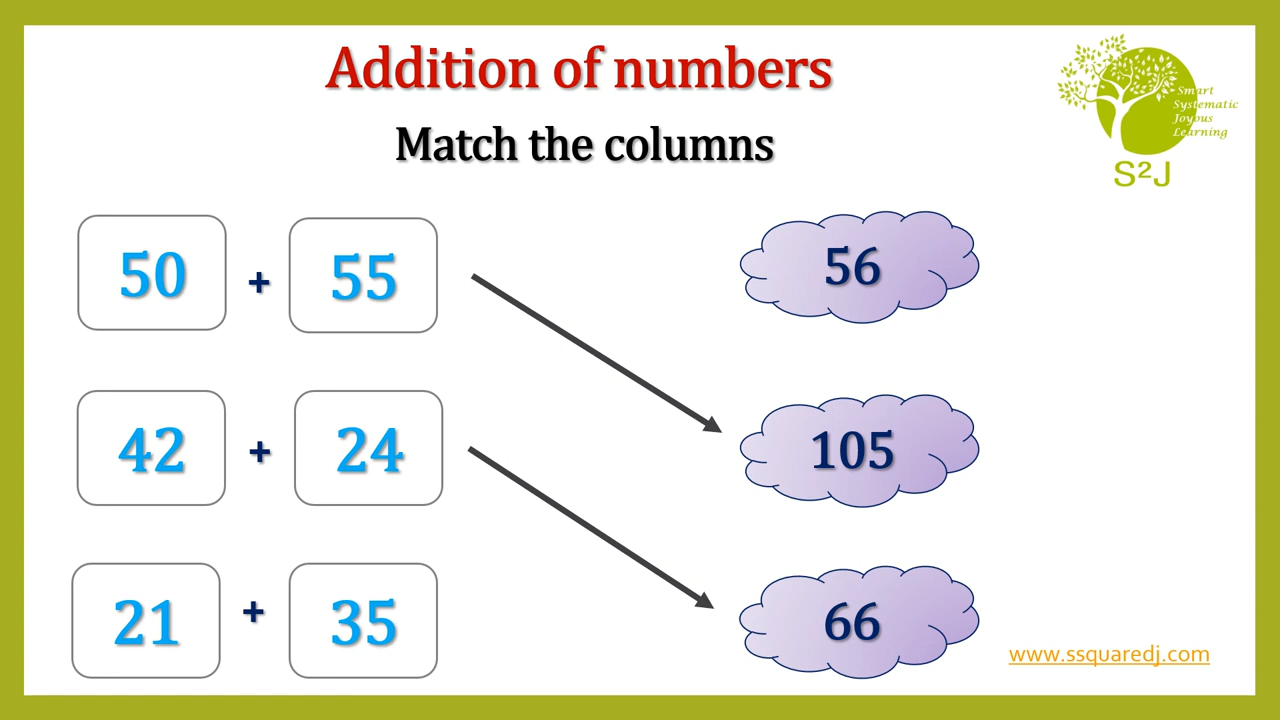 Addition of numbers
Match the columns
Smart
Systematic
Joyous
Learning
S²J
50 + 55
56
42 + 24
105
21 + 35
66
www.ssquaredj.com